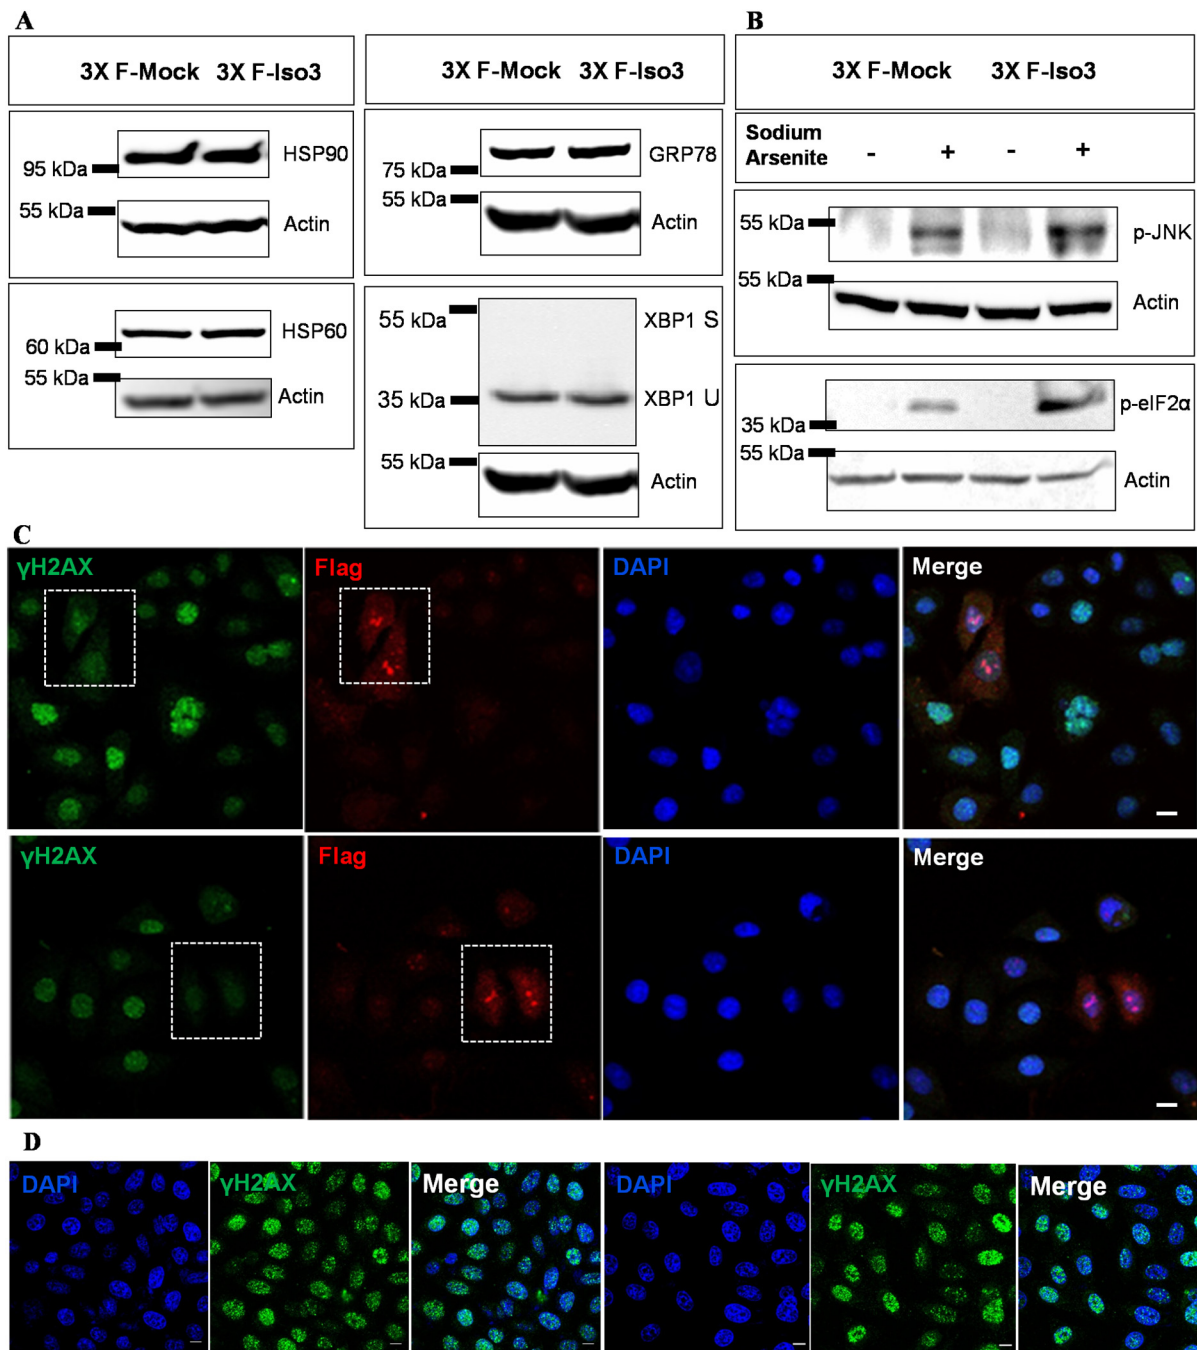 A
3X F-Mock 3X F-Iso3
95 kDa
HSP90
55 kDa
Actin
HSP60
60 kDa
55 kDa
Actin
3X F-Mock 3X F-Iso3
GRP78
75 kDa
55 kDa
Actin
55 kDa
XBP1 S
35 kDa
XBP1 U
55 kDa
Actin
B
3X F-Mock 3X F-Iso3
Sodium
Arsenite - + - +
55 kDa
p-JNK
55 kDa
Actin
p-eIF2α
35 kDa
55 kDa
Actin
C
γH2AX Flag DAPI Merge
γH2AX Flag DAPI Merge
D
DAPI γH2AX Merge DAPI γH2AX Merge